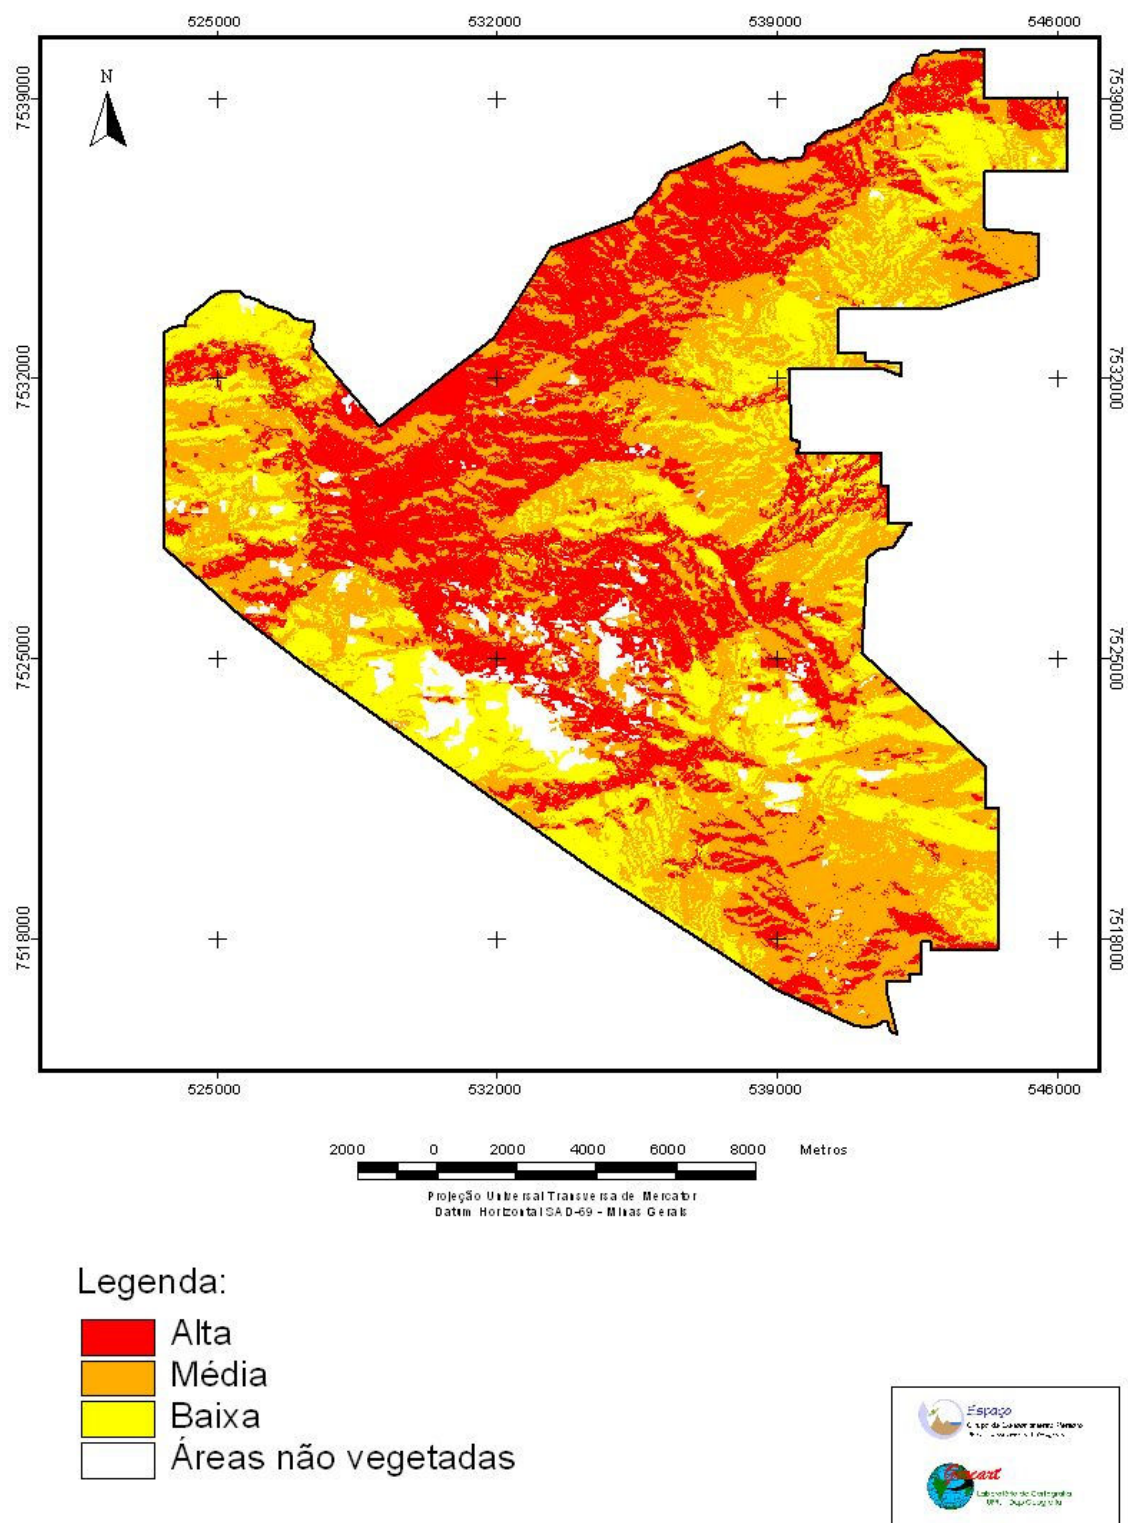 525000 532000 539000 546000
N
7539000 7539000
7532000 7532000
7525000 7525000
7518000 7518000
525000 532000 539000 546000
2000 0 2000 4000 6000 8000 Metros
Projeção Universal Transversa de Mercator
Datum Horizontal SAD-69 - Minas Gerais
Legenda:
Alta
Média
Baixa
Áreas não vegetadas
Espaço
Geocart
Laboratório de Cartografia